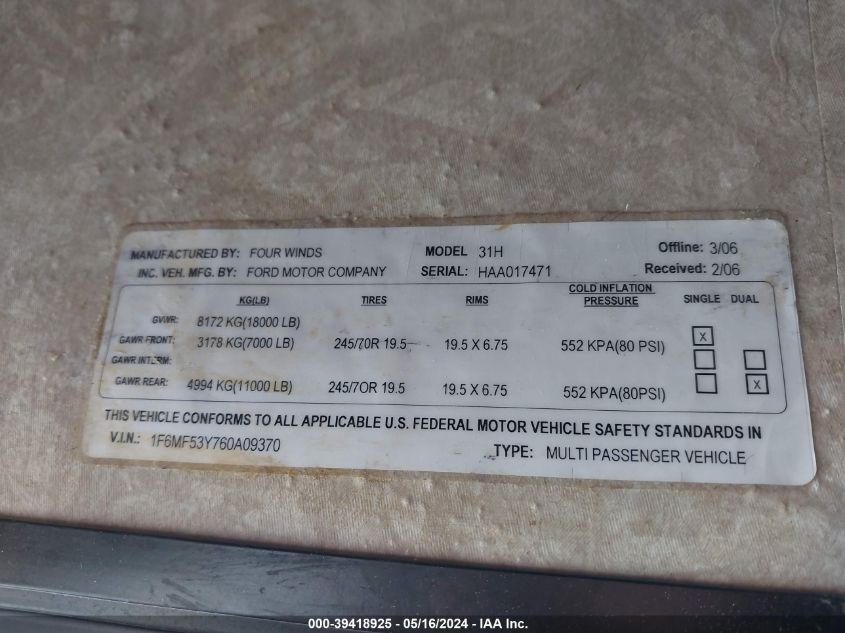 MANUFACTURED BY: FOUR WINDS MODEL 31H Offline: 3/06
INC. VEH. MFG. BY: FORD MOTOR COMPANY SERIAL: HAA017471 Received: 2/06
KG(LB) TIRES RIMS COLD INFLATION PRESSURE SINGLE DUAL
GVWR: 8172 KG(18000 LB)
GAWR FRONT: 3178 KG(7000 LB) 245/70R 19.5 19.5 X 6.75 552 KPA(80 PSI) X
GAWR INTERM:
GAWR REAR: 4994 KG(11000 LB) 245/7OR 19.5 19.5 X 6.75 552 KPA(80PSI) X
THIS VEHICLE CONFORMS TO ALL APPLICABLE U.S. FEDERAL MOTOR VEHICLE SAFETY STANDARDS IN
V.I.N.: 1F6MF53Y760A09370 TYPE: MULTI PASSENGER VEHICLE
000-39418925 - 05/16/2024 - IAA Inc.